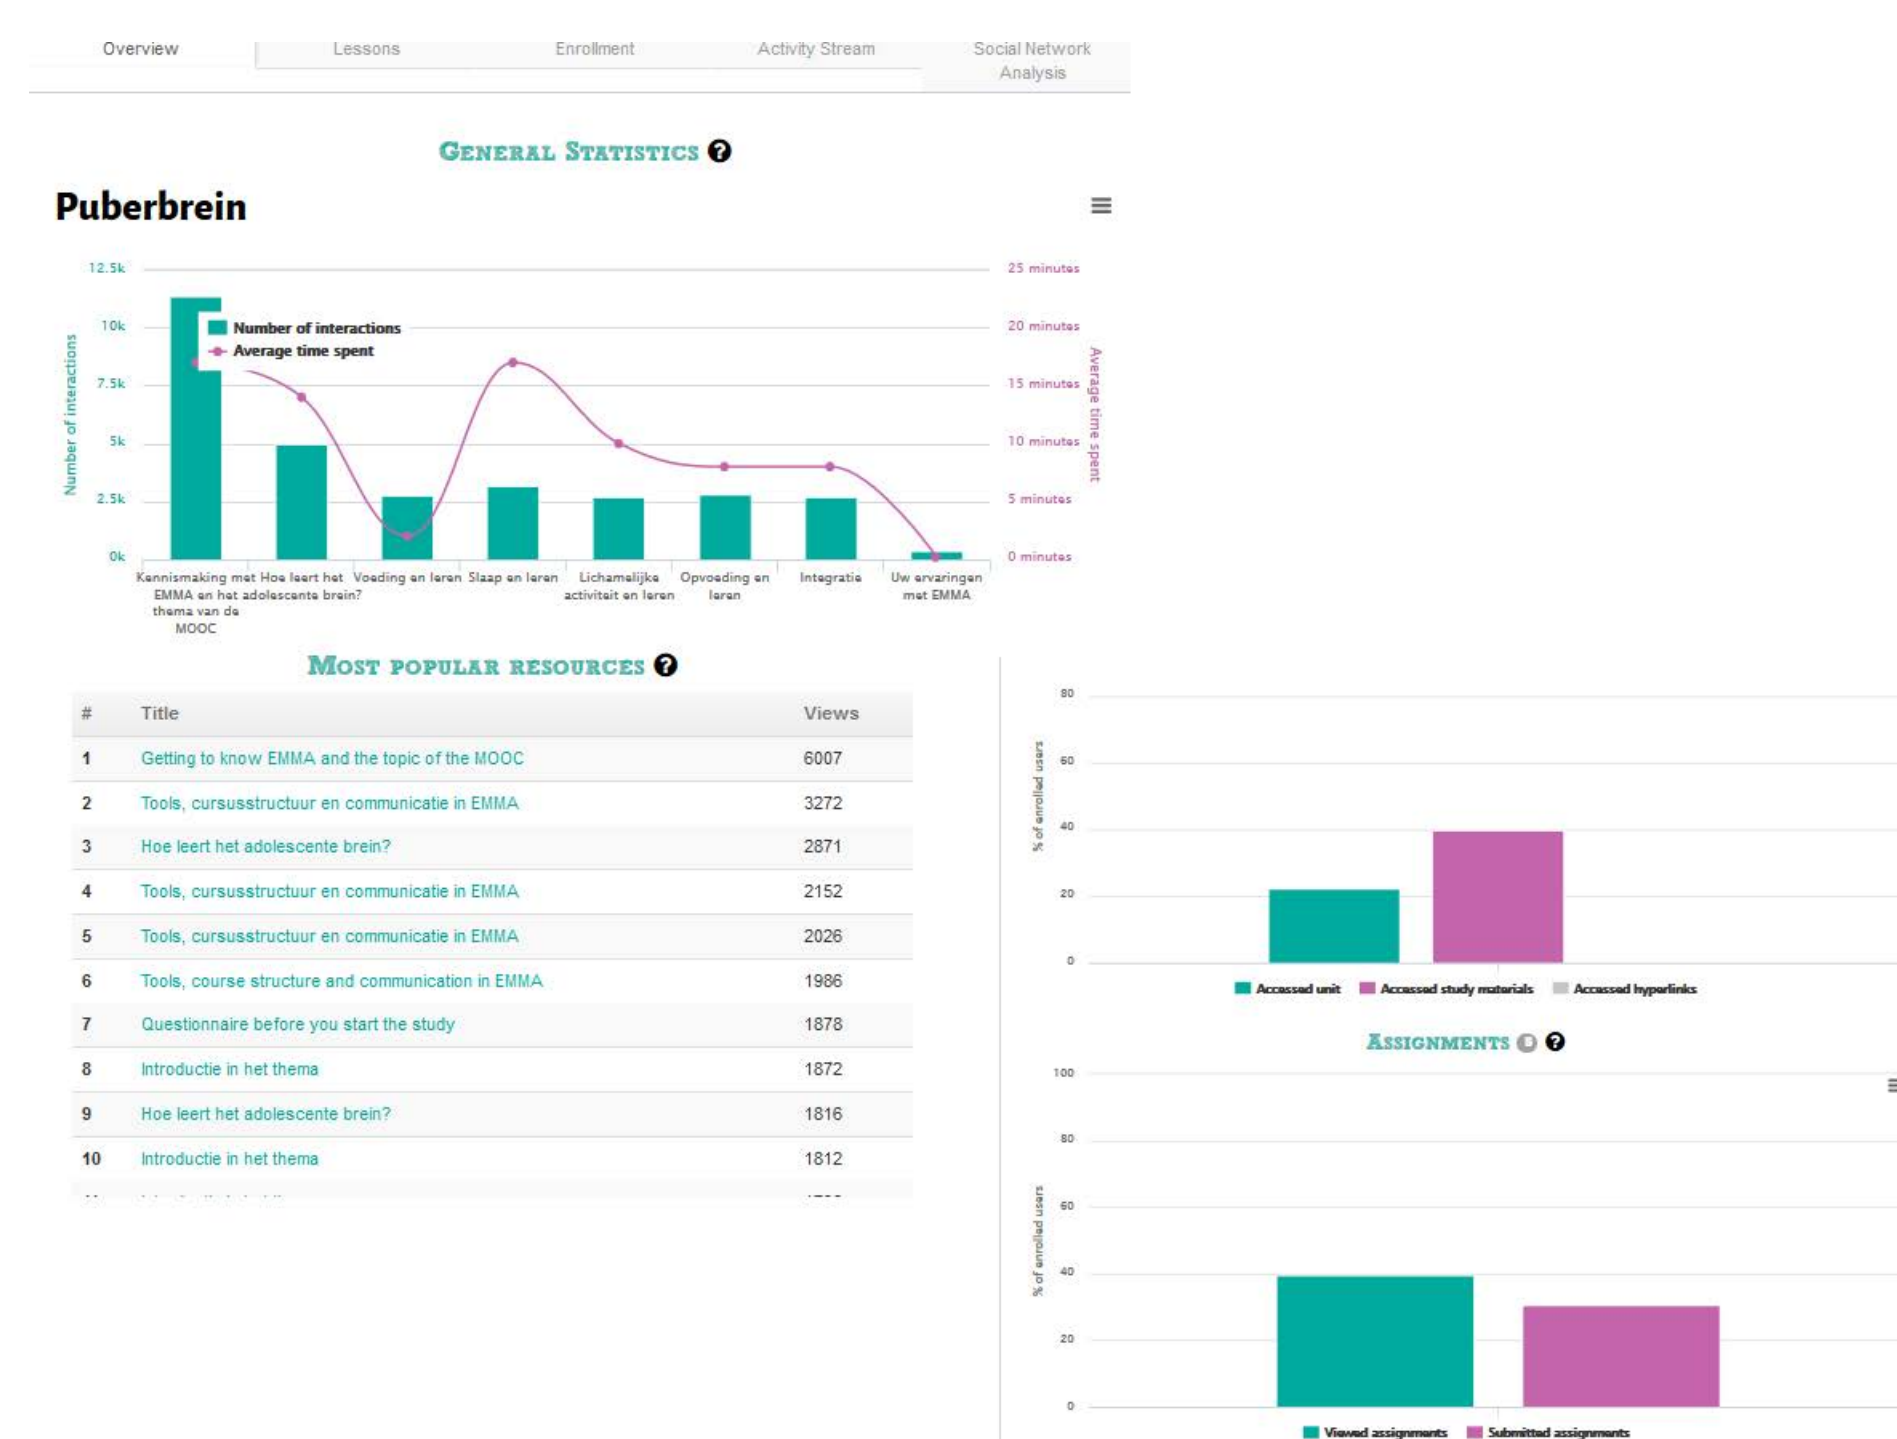 Overview Lessons Enrollment Activity Stream Social Network
Analysis
GENERAL STATISTICS ?
Puberbrein
12.5k
10k
7.5k
5k
2.5k
0k
Number of interactions
Number of interactions
Average time spent
25 minutes
20 minutes
15 minutes
10 minutes
5 minutes
0 minutes
Average time spent
Kennismaking met
EMMA en het
thema van de
MOOC
Hoe leert het
adolescente brein?
Voeding en leren
Slaap en leren
Lichamelijke
activiteit en leren
Opvoeding en
leren
Integratie
Uw ervaringen
met EMMA
MOST POPULAR RESOURCES ?
# Title Views
1 Getting to know EMMA and the topic of the MOOC 6007
2 Tools, cursusstructuur en communicatie in EMMA 3272
3 Hoe leert het adolescente brein? 2871
4 Tools, cursusstructuur en communicatie in EMMA 2152
5 Tools, cursusstructuur en communicatie in EMMA 2026
6 Tools, course structure and communication in EMMA 1986
7 Questionnaire before you start the study 1878
8 Introductie in het thema 1872
9 Hoe leert het adolescente brein? 1816
10 Introductie in het thema 1812
80
60
40
20
0
% of enrolled users
Accessed unit Accessed study materials Accessed hyperlinks
ASSIGNMENTS ?
100
80
60
40
20
0
% of enrolled users
Viewed assignments Submitted assignments